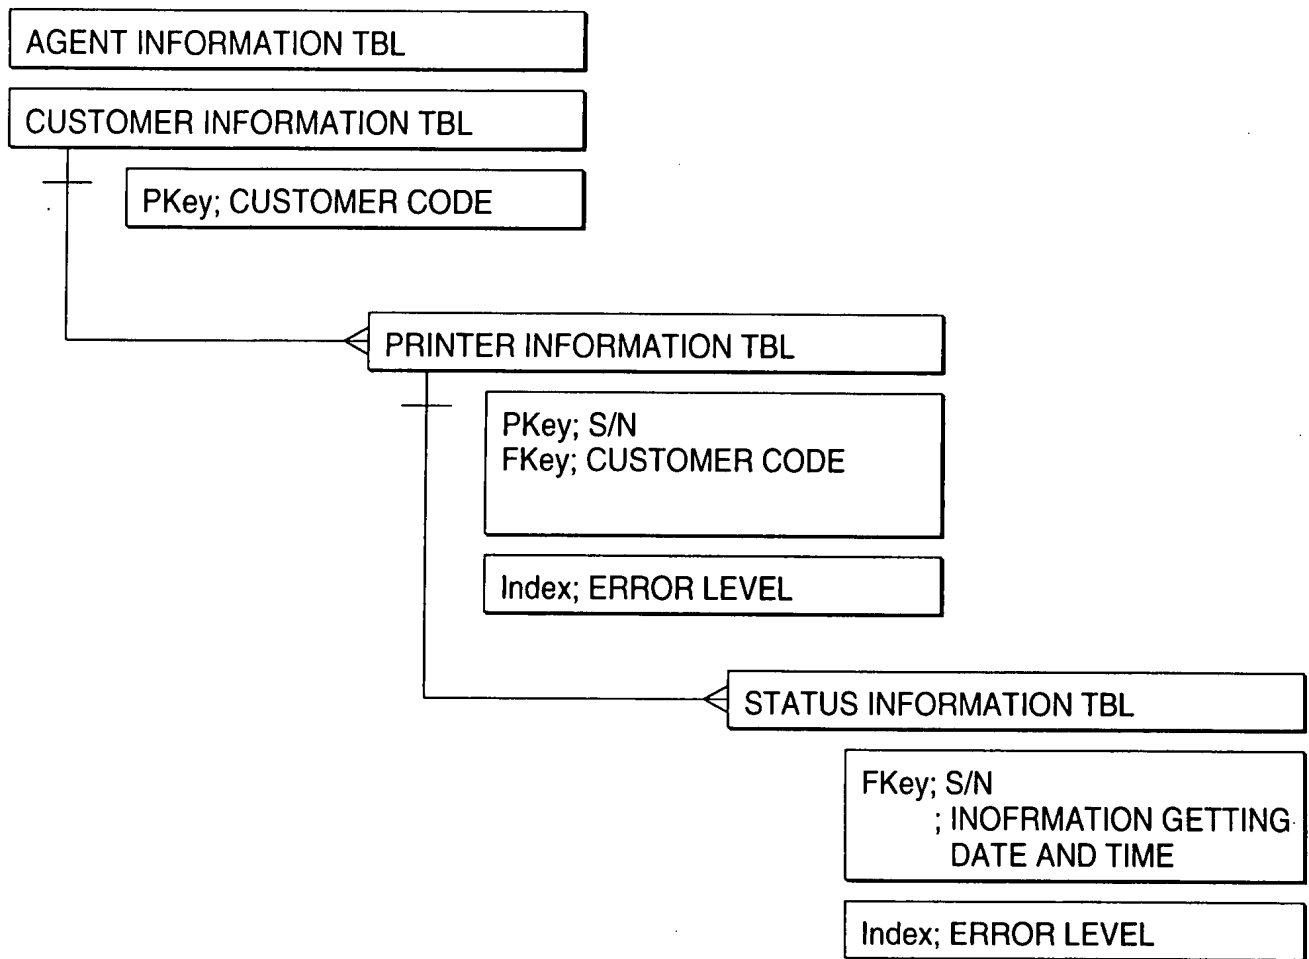 AGENT INFORMATION TBL
CUSTOMER INFORMATION TBL
PKey; CUSTOMER CODE
PRINTER INFORMATION TBL
PKey; S/N
FKey; CUSTOMER CODE
Index; ERROR LEVEL
STATUS INFORMATION TBL
FKey; S/N
; INOFRMATION GETTING
DATE AND TIME
Index; ERROR LEVEL